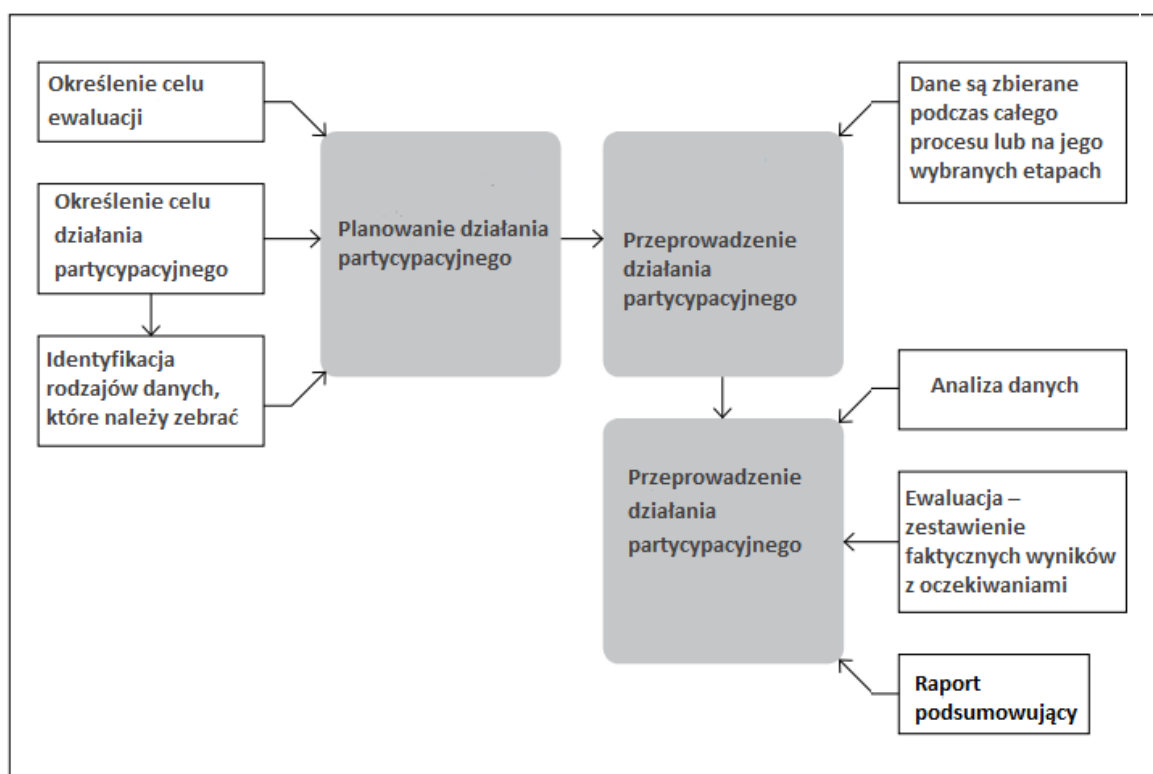 Określenie celu
ewaluacji
Określenie celu
działania
partycypacyjnego
Identyfikacja
rodzajów danych,
które należy zebrać
Planowanie działania
partycypacyjnego
Przeprowadzenie
działania
partycypacyjnego
Dane są zbierane
podczas całego
procesu lub na jego
wybranych etapach
Przeprowadzenie
działania
partycypacyjnego
Analiza danych
Ewaluacja –
zestawienie
faktycznych wyników
z oczekiwaniami
Raport
podsumowujący